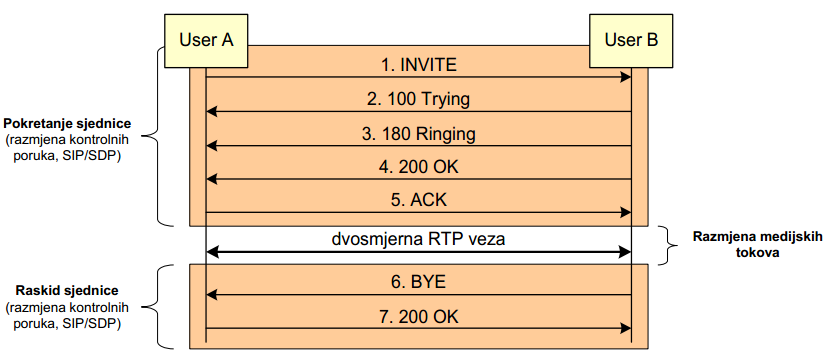 User A
User B
1. INVITE
2. 100 Trying
Pokretanje sjednice
(razmjena kontrolnih
poruka, SIP/SDP)
3. 180 Ringing
4. 200 OK
5. ACK
dvosmjerna RTP veza
Razmjena medijskih
tokova
6. BYE
Raskid sjednice
(razmjena kontrolnih
poruka, SIP/SDP)
7. 200 OK